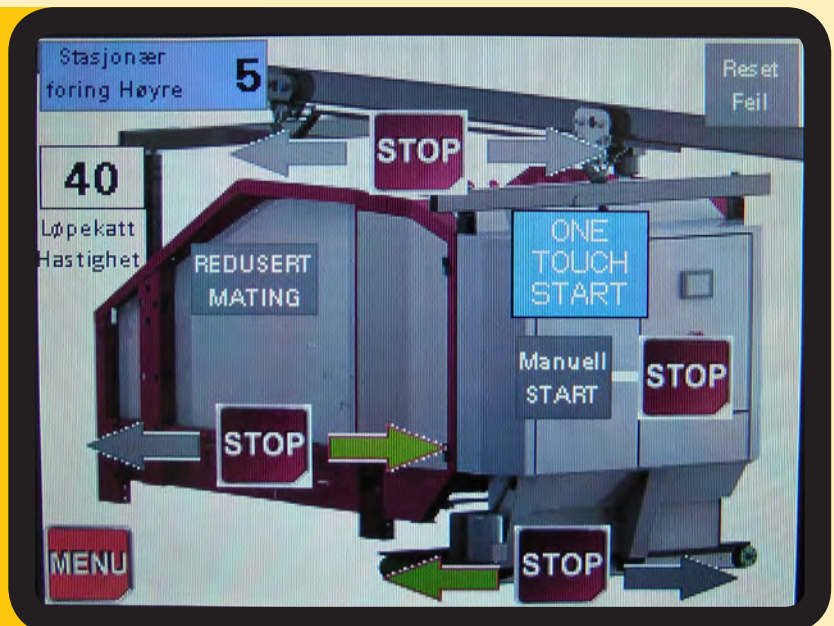 Stasjonær
foring Høyre
5
Reset
Feil
STOP
40
Løpekatt
Hastighet
REDUSERT
MATING
ONE
TOUCH
START
Manuell
START
STOP
STOP
MENU
STOP